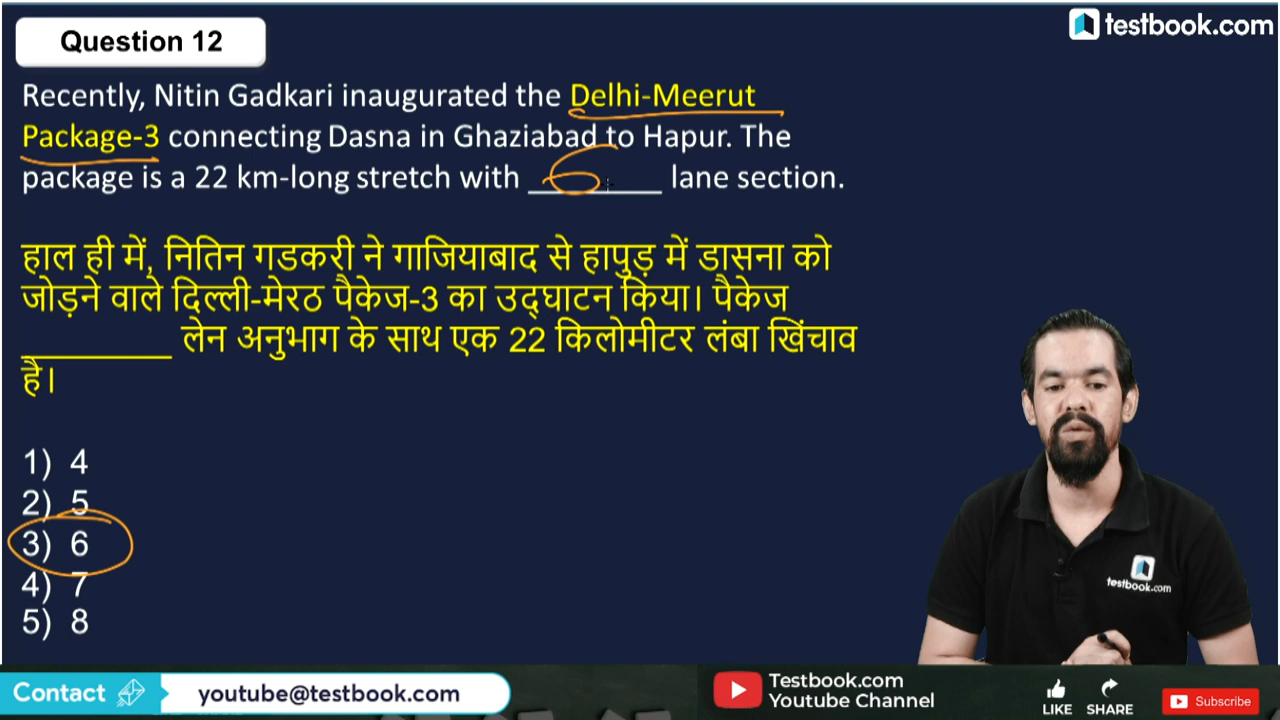 Question 12
testbook.com
Recently, Nitin Gadkari inaugurated the Delhi-Meerut
Package-3 connecting Dasna in Ghaziabad to Hapur. The
package is a 22 km-long stretch with ___6___ lane section.
हाल ही में, नितिन गडकरी ने गाजियाबाद से हापुड़ में डासना को
जोड़ने वाले दिल्ली-मेरठ पैकेज-3 का उद्घाटन किया। पैकेज
_________ लेन अनुभाग के साथ एक 22 किलोमीटर लंबा खिंचाव
है।
1) 4
2) 5
3) 6
4) 7
5) 8
testbook.com
Contact
youtube@testbook.com
Testbook.com
Youtube Channel
LIKE
SHARE
Subscribe